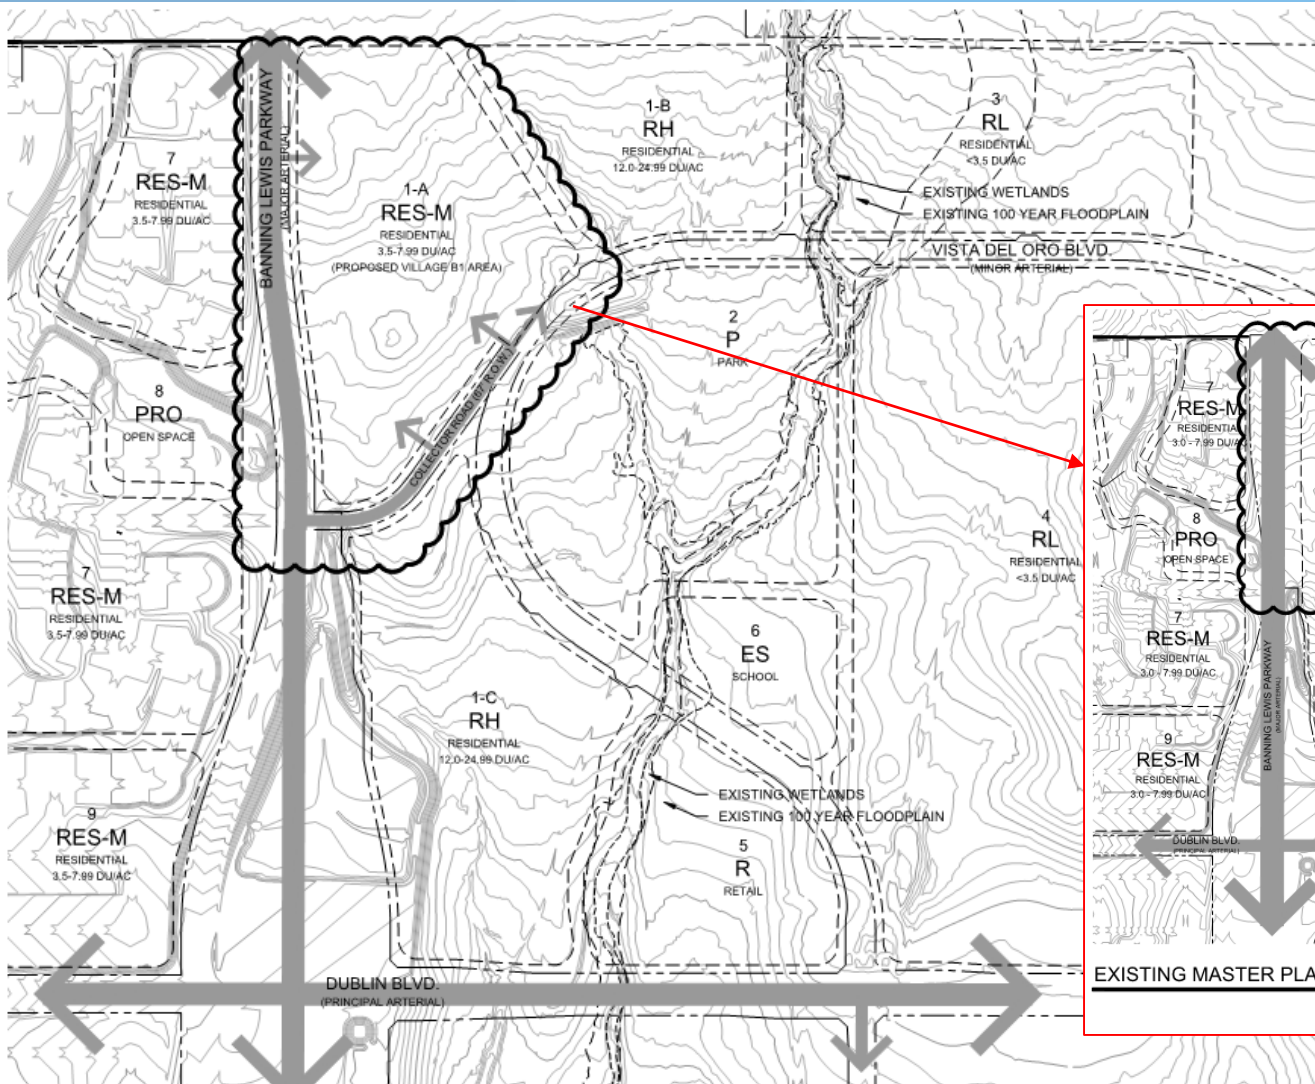 7
RES-M
RESIDENTIAL
3.5-7.99 DU/AC
BANNING LEWIS PARKWAY
(MAJOR ARTERIAL)
1-A
RES-M
RESIDENTIAL
3.5-7.99 DU/AC
(PROPOSED VILLAGE B1 AREA)
1-B
RH
RESIDENTIAL
12.0-24.99 DU/AC
3
RL
RESIDENTIAL
<3.5 DU/AC
EXISTING WETLANDS
EXISTING 100 YEAR FLOODPLAIN
VISTA DEL ORO BLVD.
(MINOR ARTERIAL)
2
P
PARK
COLLECTOR ROAD (67' R.O.W.)
8
PRO
OPEN SPACE
4
RL
RESIDENTIAL
<3.5 DU/AC
7
RES-M
RESIDENTIAL
3.5-7.99 DU/AC
6
ES
SCHOOL
1-C
RH
RESIDENTIAL
12.0-24.99 DU/AC
EXISTING WETLANDS
EXISTING 100 YEAR FLOODPLAIN
9
RES-M
RESIDENTIAL
3.5-7.99 DU/AC
5
R
RETAIL
DUBLIN BLVD.
(PRINCIPAL ARTERIAL)
7
RES-M
RESIDENTIAL
3.0 - 7.99 DU/AC
8
PRO
OPEN SPACE
7
RES-M
RESIDENTIAL
3.0 - 7.99 DU/AC
BANNING LEWIS PARKWAY
(MAJOR ARTERIAL)
9
RES-M
RESIDENTIAL
3.0 - 7.99 DU/AC
DUBLIN BLVD.
(PRINCIPAL ARTERIAL)
EXISTING MASTER PLA